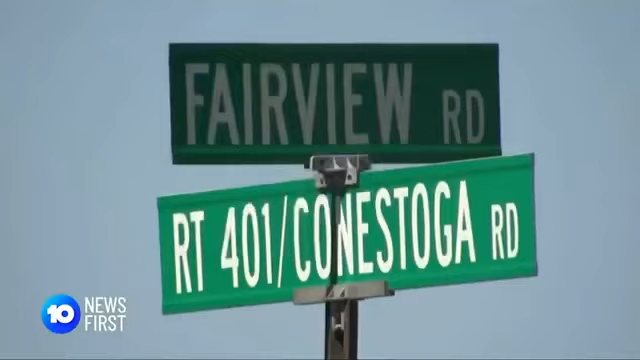 FAIRVIEW RD
RT 401/CONESTOGA RD
10 NEWS
FIRST